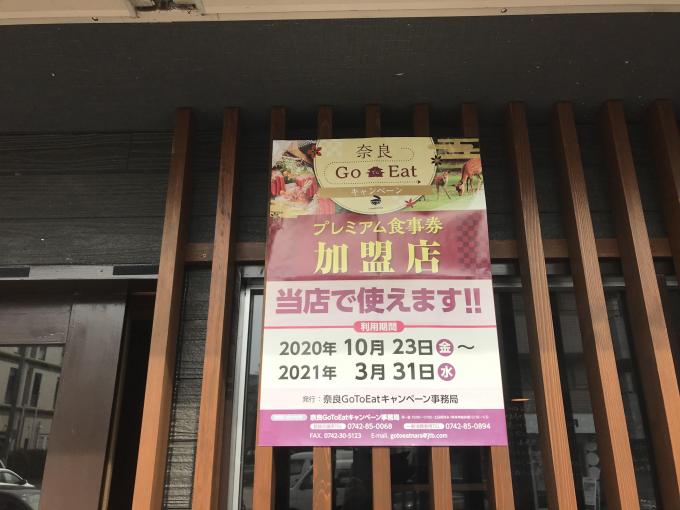 奈良
Go To Eat
キャンペーン
プレミアム食事券
加盟店
当店で使えます!!
利用期間
2020年 10月 23日 金 〜
2021年 3月 31日 水
発行：奈良GoToEatキャンペーン事務局
奈良GoToEatキャンペーン事務局
0742-85-0068 0742-85-0894
FAX. 0742-30-5123 E-mail. gotoeatnara@jtb.com